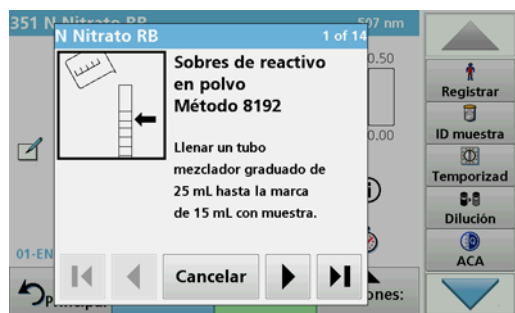 351 N Nitrato RB
507 nm
N Nitrato RB
1 of 14
0.50
Sobres de reactivo
en polvo
Método 8192
Registrar
0.00
ID muestra
Llenar un tubo
mezclador graduado de
25 mL hasta la marca
de 15 mL con muestra.
Temporizad
Dilución
01-EN
Cancelar
ACA